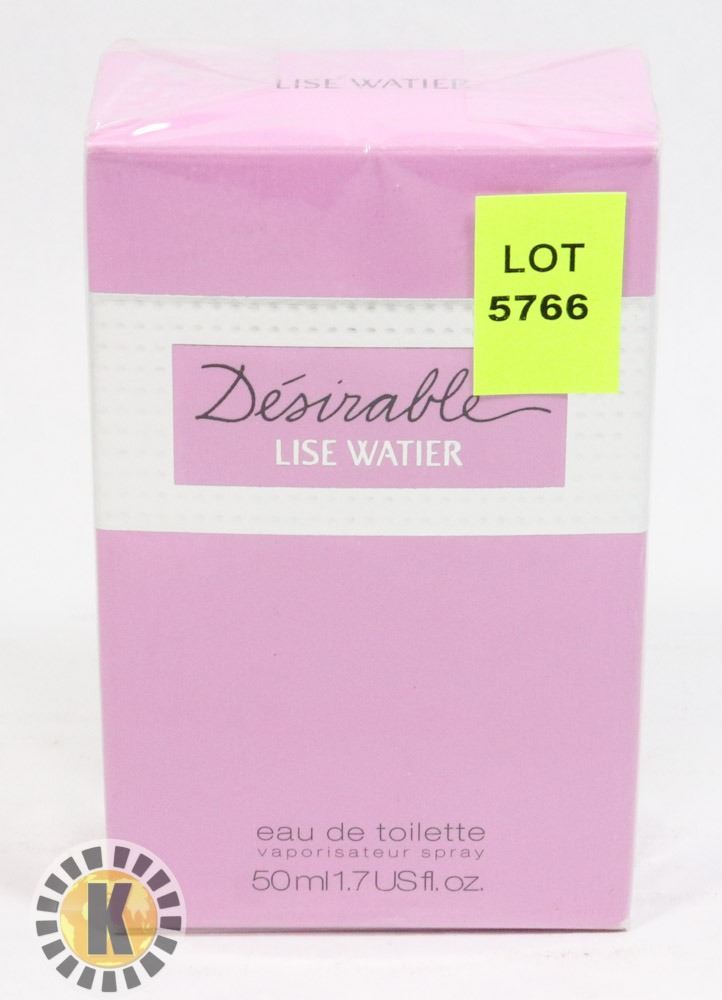 LISE WATIER
LOT
5766
Désirable
LISE WATIER
eau de toilette
vaporisateur spray
50ml 1.7 US fl. oz.
K